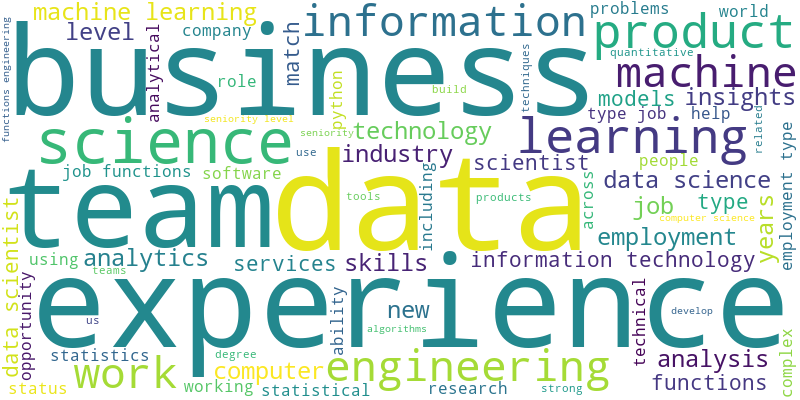 machine learning
information
problems
world
level
company
product
functions engineering
business
analytical
match
techniques
quantitative
machine
role
python
build
models
insights
seniority level
science
seniority
technology
type job
help
related
learning
use
industry
scientist
people
employment type
job functions
software
including
data science
team
data
tools
products
across
job
type
computer science
years
data scientist
using
analytics
services
skills
employment
information technology
teams
opportunity
experience
us
ability
new
develop
technical
algorithms
statistics
degree
work
computer
engineering
analysis
complex
status
working
statistical
research
strong
functions